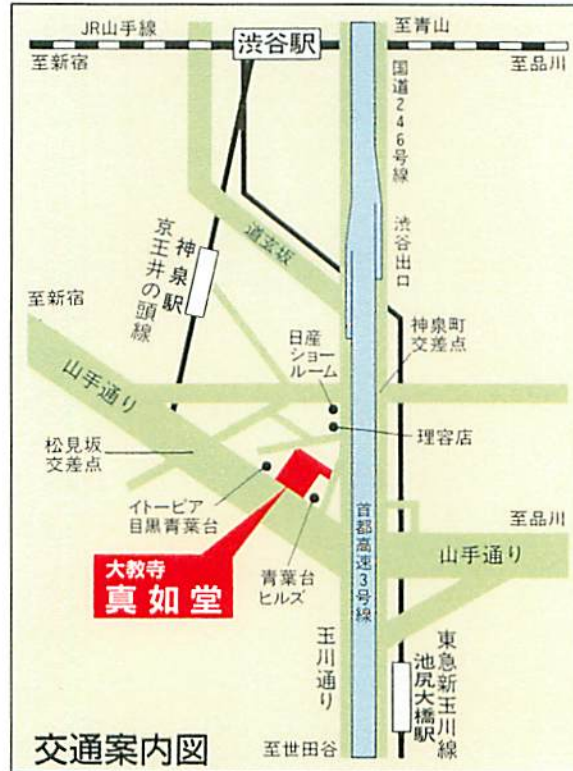 JR山手線
渋谷駅
至青山
至新宿
至品川
国道246号線
渋谷出口
道玄坂
神泉駅
京王井の頭線
至新宿
山手通り
日産
ショー
ルーム
神泉町
交差点
理容店
松見坂
交差点
イトーピア
目黒青葉台
首都高速3号線
至品川
山手通り
大教寺
真如堂
青葉台
ヒルズ
玉川通り
東急新玉川線
池尻大橋駅
交通案内図
至世田谷